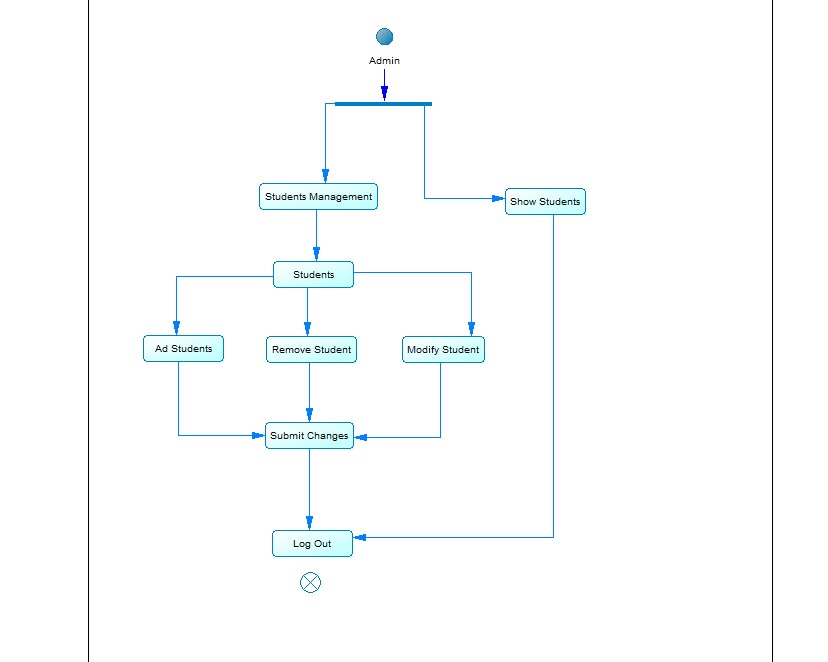 Admin
Students Management
Show Students
Students
Ad Students
Remove Student
Modify Student
Submit Changes
Log Out